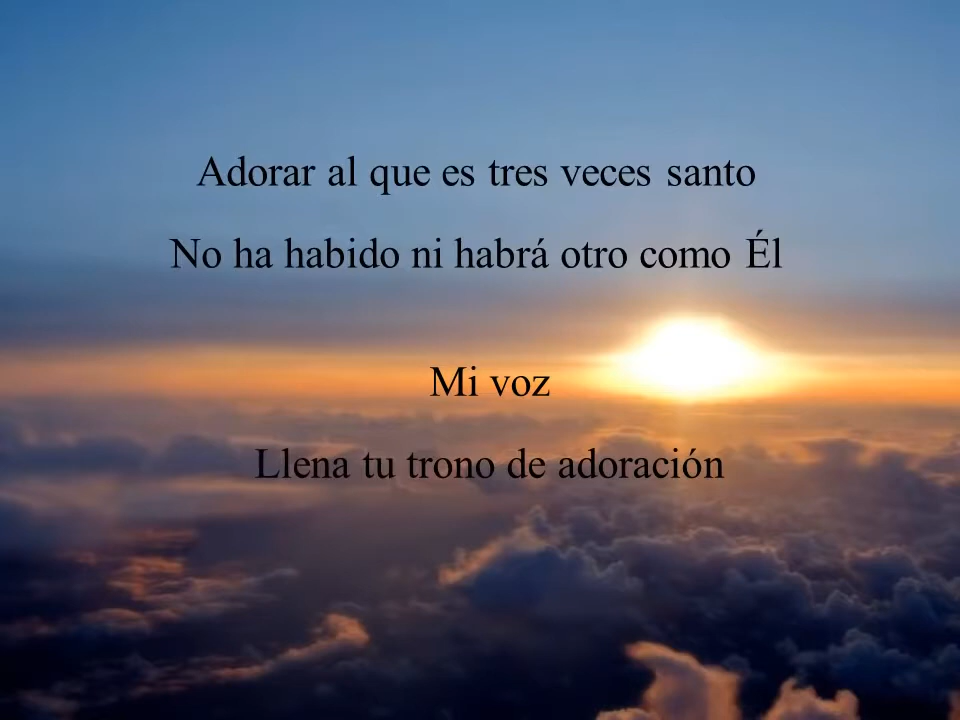 Adorar al que es tres veces santo
No ha habido ni habrá otro como Él
Mi voz
Llena tu trono de adoración